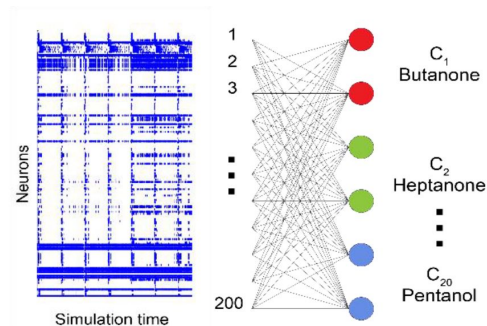 Neurons
Simulation time
1
2
3
200
C1
Butanone
C2
Heptanone
C20
Pentanol